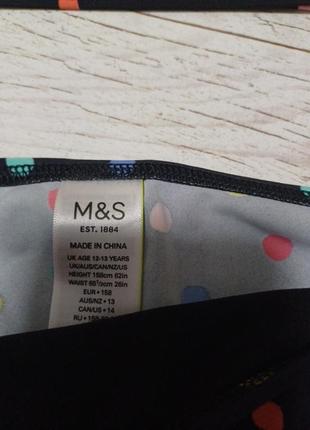 M&S
EST. 1884
MADE IN CHINA
UK AGE 12-13 YEARS
UK/AUS/CAN/NZ/US
HEIGHT 158cm 62in
WAIST 65 26in
EUR • 158
AUS/NZ • 13
CAN/US • 14